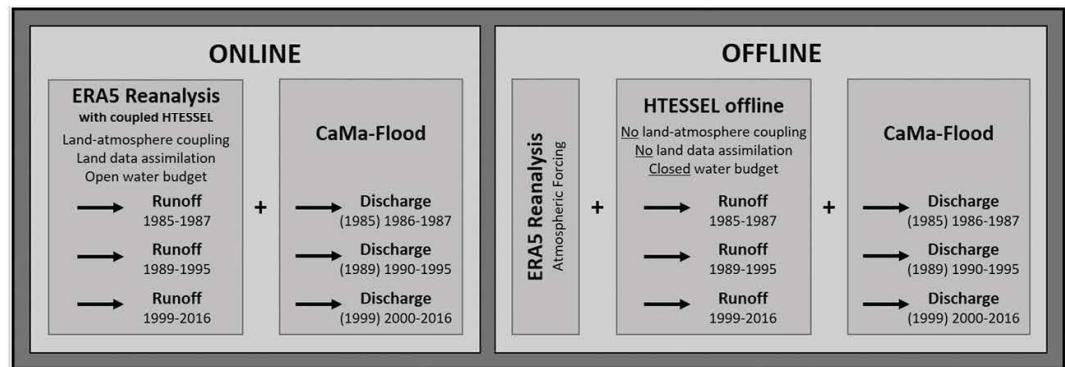 ONLINE
ERA5 Reanalysis
with coupled HTESSEL
Land-atmosphere coupling
Land data assimilation
Open water budget
Runoff
1985-1987
Runoff
1989-1995
Runoff
1999-2016
+
CaMa-Flood
Discharge
(1985) 1986-1987
Discharge
(1989) 1990-1995
Discharge
(1999) 2000-2016
OFFLINE
ERA5 Reanalysis
Atmospheric Forcing
+
HTESSEL offline
No land-atmosphere coupling
No land data assimilation
Closed water budget
Runoff
1985-1987
Runoff
1989-1995
Runoff
1999-2016
+
CaMa-Flood
Discharge
(1985) 1986-1987
Discharge
(1989) 1990-1995
Discharge
(1999) 2000-2016